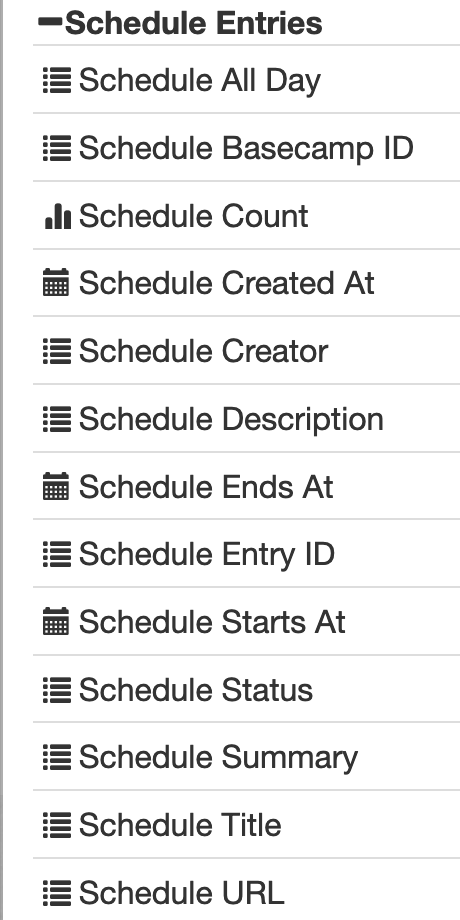 Schedule Entries
Schedule All Day
Schedule Basecamp ID
Schedule Count
Schedule Created At
Schedule Creator
Schedule Description
Schedule Ends At
Schedule Entry ID
Schedule Starts At
Schedule Status
Schedule Summary
Schedule Title
Schedule URL